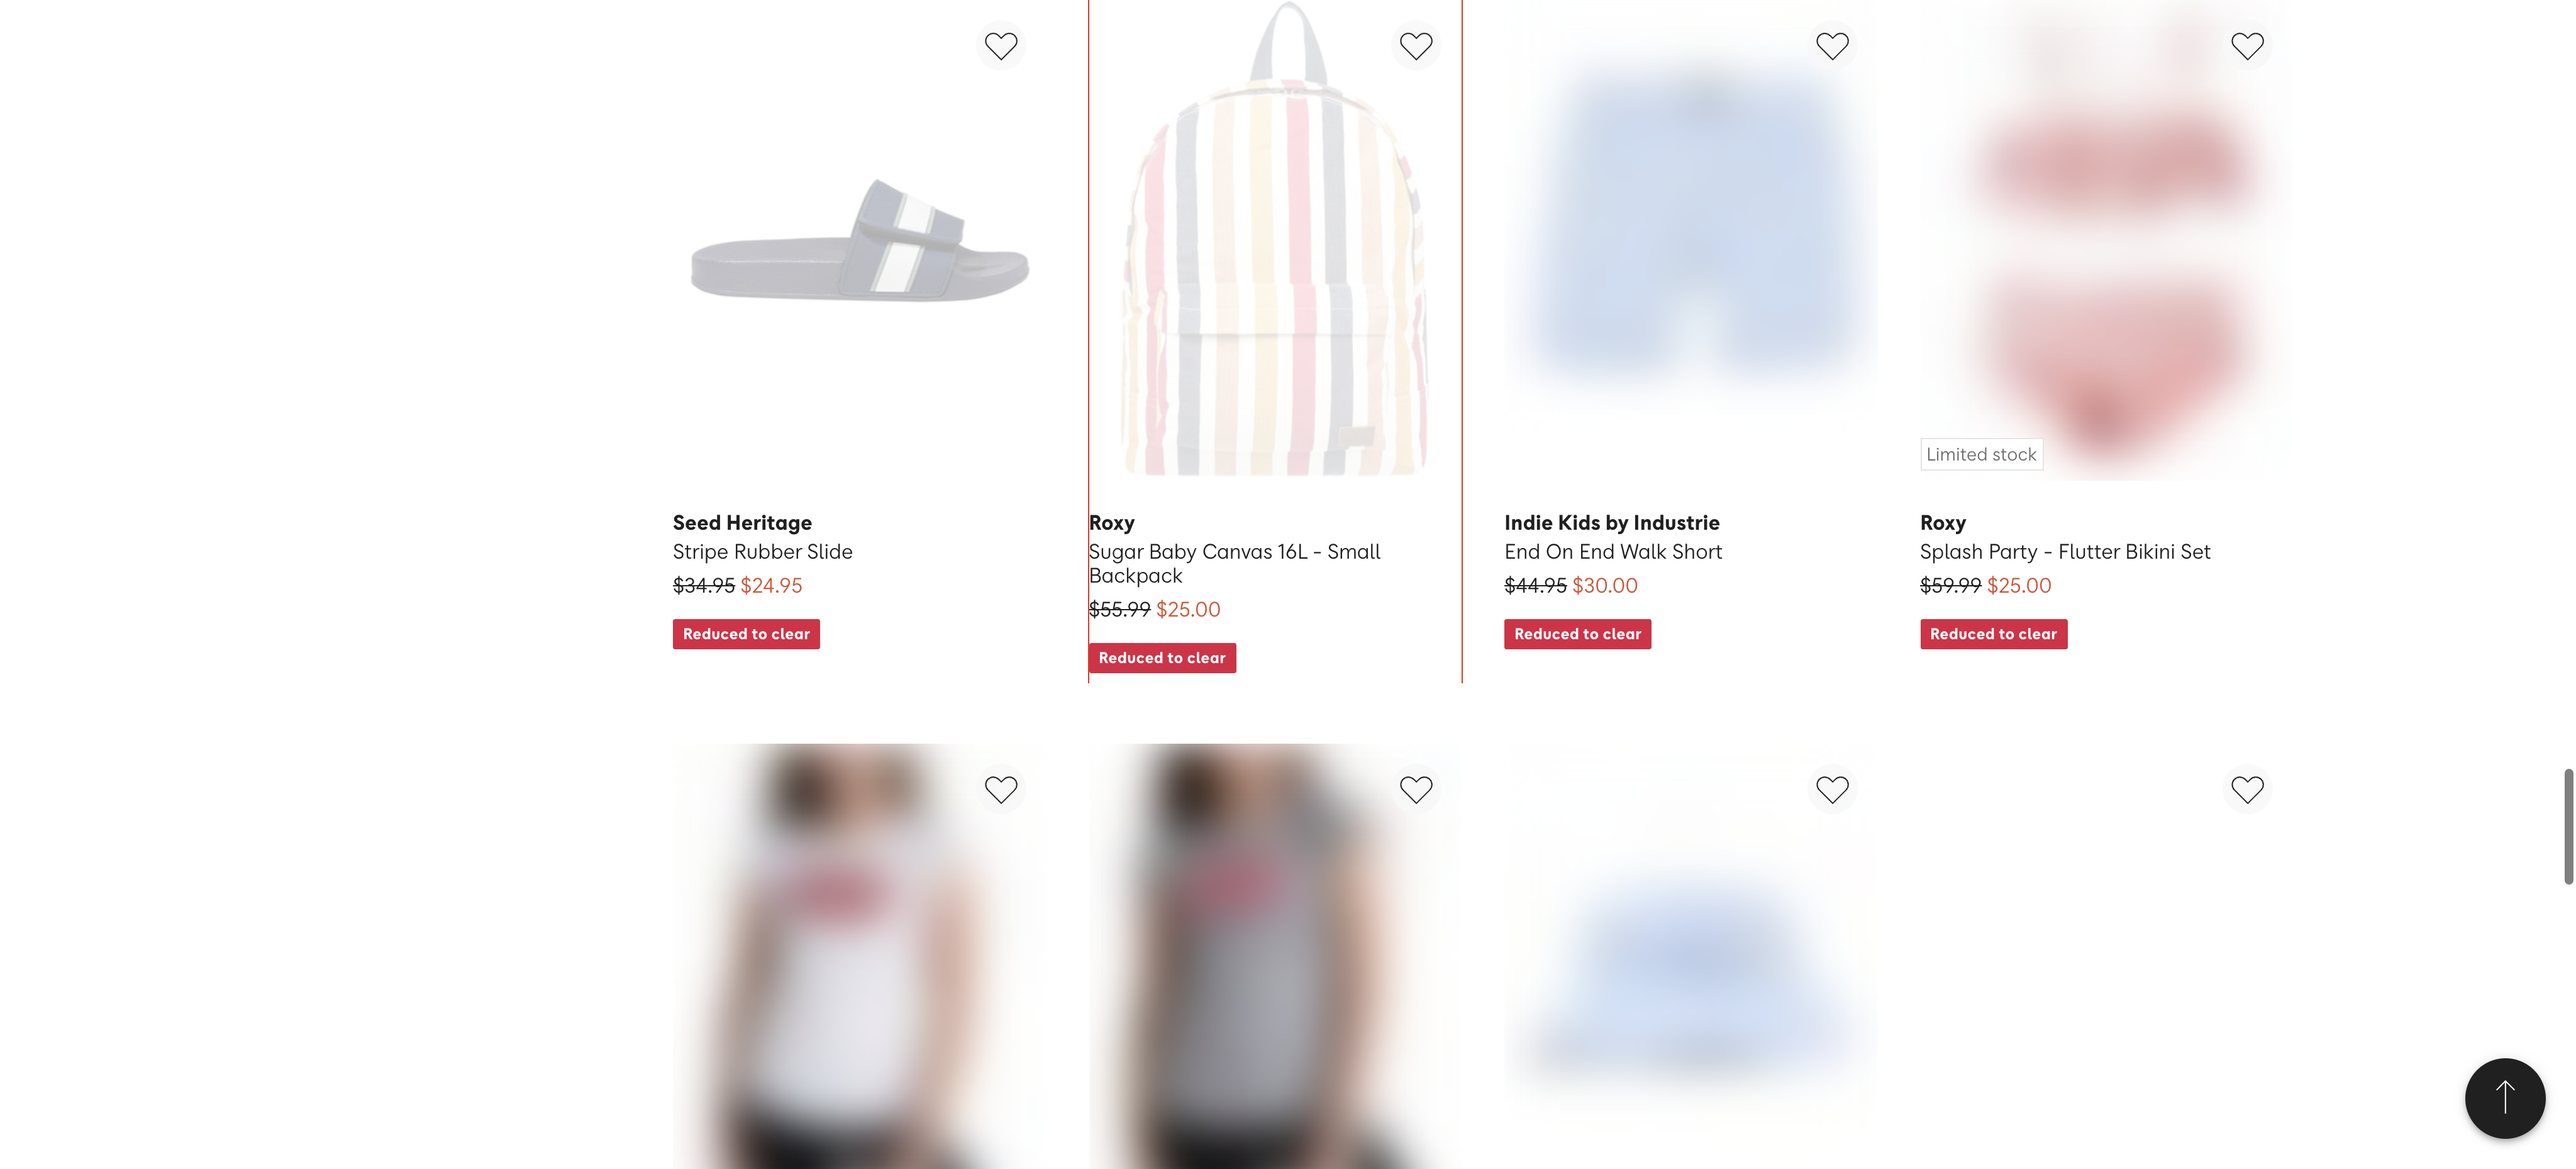 Limited stock
Seed Heritage
Stripe Rubber Slide
$34.95 $24.95
Reduced to clear
Roxy
Sugar Baby Canvas 16L - Small
Backpack
$55.99 $25.00
Reduced to clear
Indie Kids by Industrie
End On End Walk Short
$44.95 $30.00
Reduced to clear
Roxy
Splash Party - Flutter Bikini Set
$59.99 $25.00
Reduced to clear